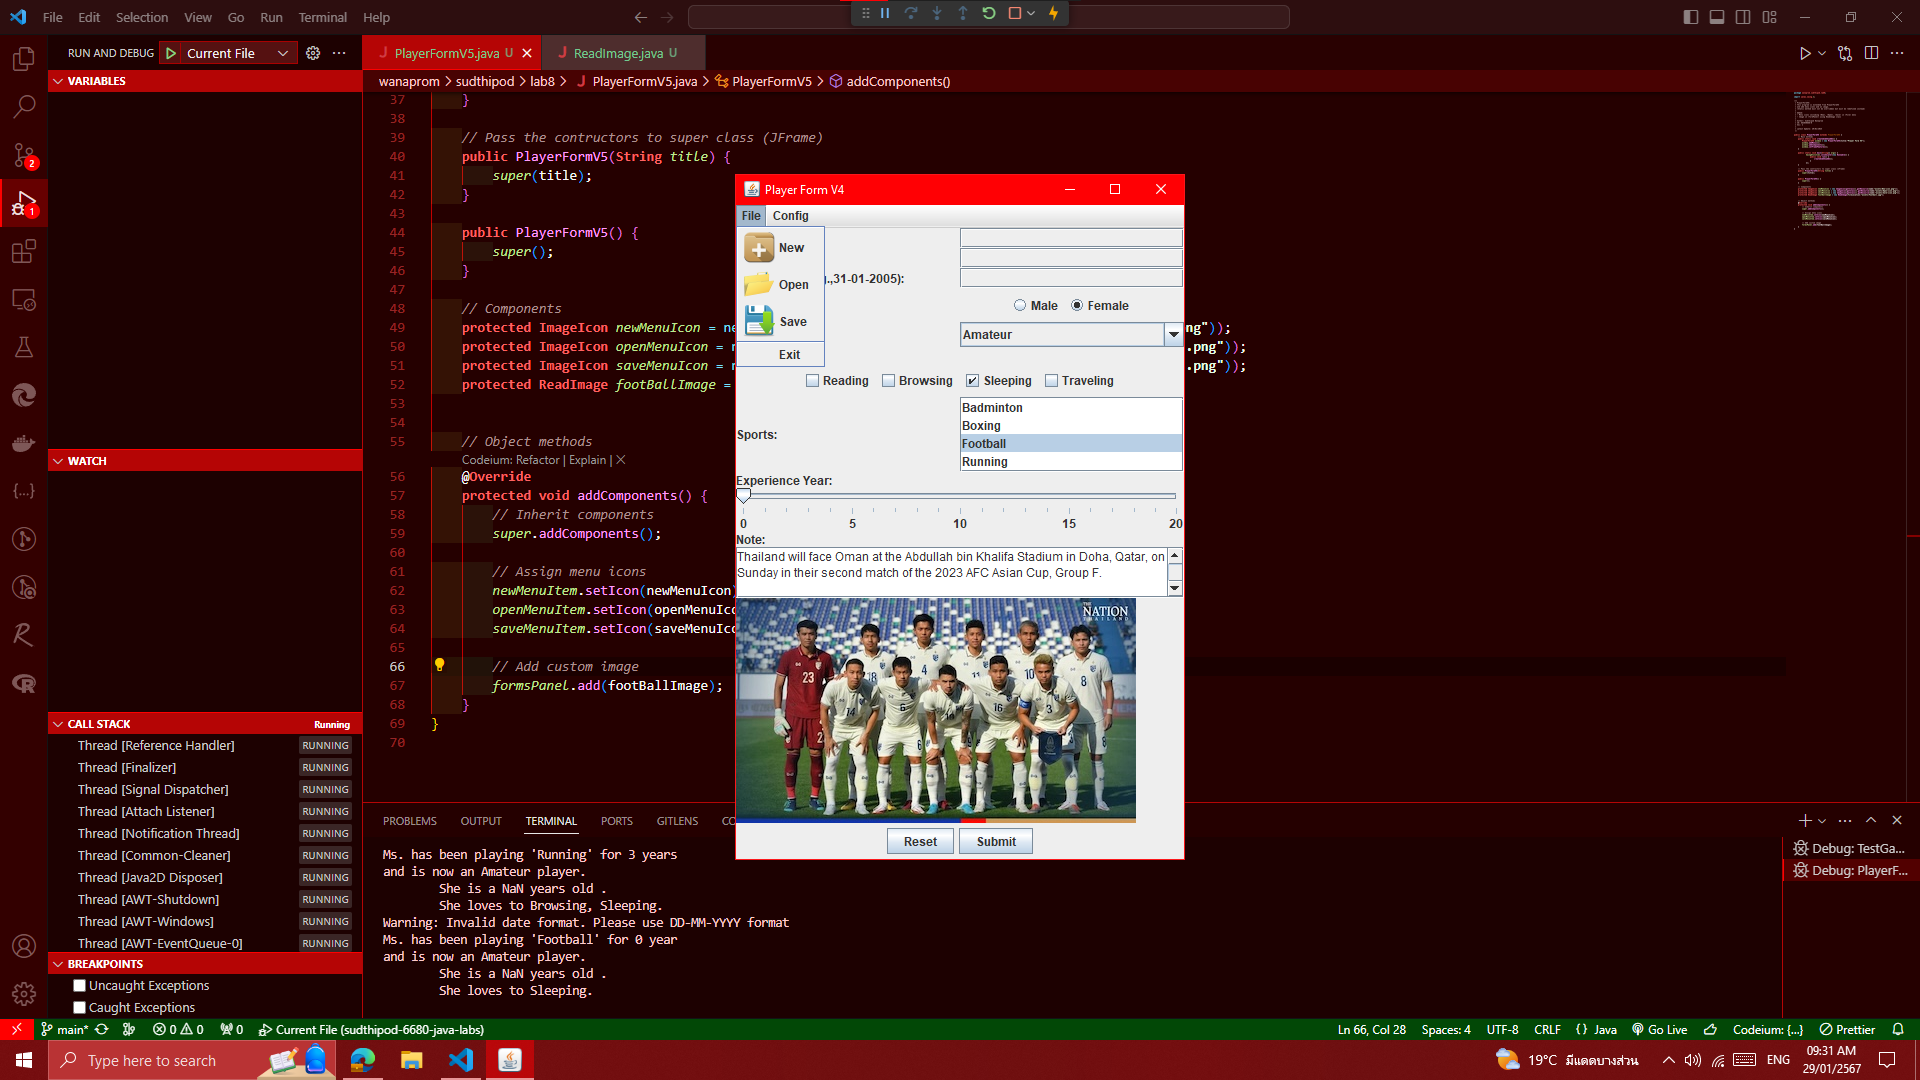 File Edit Selection View Go Run Terminal Help
RUN AND DEBUG Current File
PlayerFormV5.java U
ReadImage.java U
wanaprom > sudthipod > lab8 > PlayerFormV5.java > PlayerFormV5 > addComponents()
VARIABLES
WATCH
CALL STACK Running
Thread [Reference Handler] RUNNING
Thread [Finalizer] RUNNING
Thread [Signal Dispatcher] RUNNING
Thread [Attach Listener] RUNNING
Thread [Notification Thread] RUNNING
Thread [Common-Cleaner] RUNNING
Thread [Java2D Disposer] RUNNING
Thread [AWT-Shutdown] RUNNING
Thread [AWT-Windows] RUNNING
Thread [AWT-EventQueue-0] RUNNING
BREAKPOINTS
Uncaught Exceptions
Caught Exceptions
2
1
37 }
38
39 // Pass the contructors to super class (JFrame)
40 public PlayerFormV5(String title) {
41 super(title);
42 }
43
44 public PlayerFormV5() {
45 super();
46 }
47
48 // Components
49 protected ImageIcon newMenuIcon = ne ng"));
50 protected ImageIcon openMenuIcon = n .png"));
51 protected ImageIcon saveMenuIcon = n .png"));
52 protected ReadImage footBallImage =
53
54
55 // Object methods
Codeium: Refactor | Explain | X
56 @Override
57 protected void addComponents() {
58 // Inherit components
59 super.addComponents();
60
61 // Assign menu icons
62 newMenuItem.setIcon(newMenuIcon)
63 openMenuItem.setIcon(openMenuIco
64 saveMenuItem.setIcon(saveMenuIco
65
66 // Add custom image
67 formsPanel.add(footBallImage);
68 }
69 }
70
Player Form V4
File Config
New
Open
Save
Exit
.,31-01-2005):
Male Female
Amateur
Reading Browsing Sleeping Traveling
Sports:
Badminton
Boxing
Football
Running
Experience Year:
0 5 10 15 20
Note:
Thailand will face Oman at the Abdullah bin Khalifa Stadium in Doha, Qatar, on
Sunday in their second match of the 2023 AFC Asian Cup, Group F.
THE
NATION
THAILAND
23
18
4
10
8
14
6
16
3
Reset Submit
PROBLEMS OUTPUT TERMINAL PORTS GITLENS CO
Ms. has been playing 'Running' for 3 years
and is now an Amateur player.
She is a NaN years old .
She loves to Browsing, Sleeping.
Warning: Invalid date format. Please use DD-MM-YYYY format
Ms. has been playing 'Football' for 0 year
and is now an Amateur player.
She is a NaN years old .
She loves to Sleeping.
Debug: TestGa...
Debug: PlayerF...
main* 0 0 0 Current File (sudthipod-6680-java-labs)
Ln 66, Col 28 Spaces: 4 UTF-8 CRLF {} Java Go Live Codeium: {...} Prettier
Type here to search
19°C มีแดดบางส่วน
ENG
09:31 AM
29/01/2567